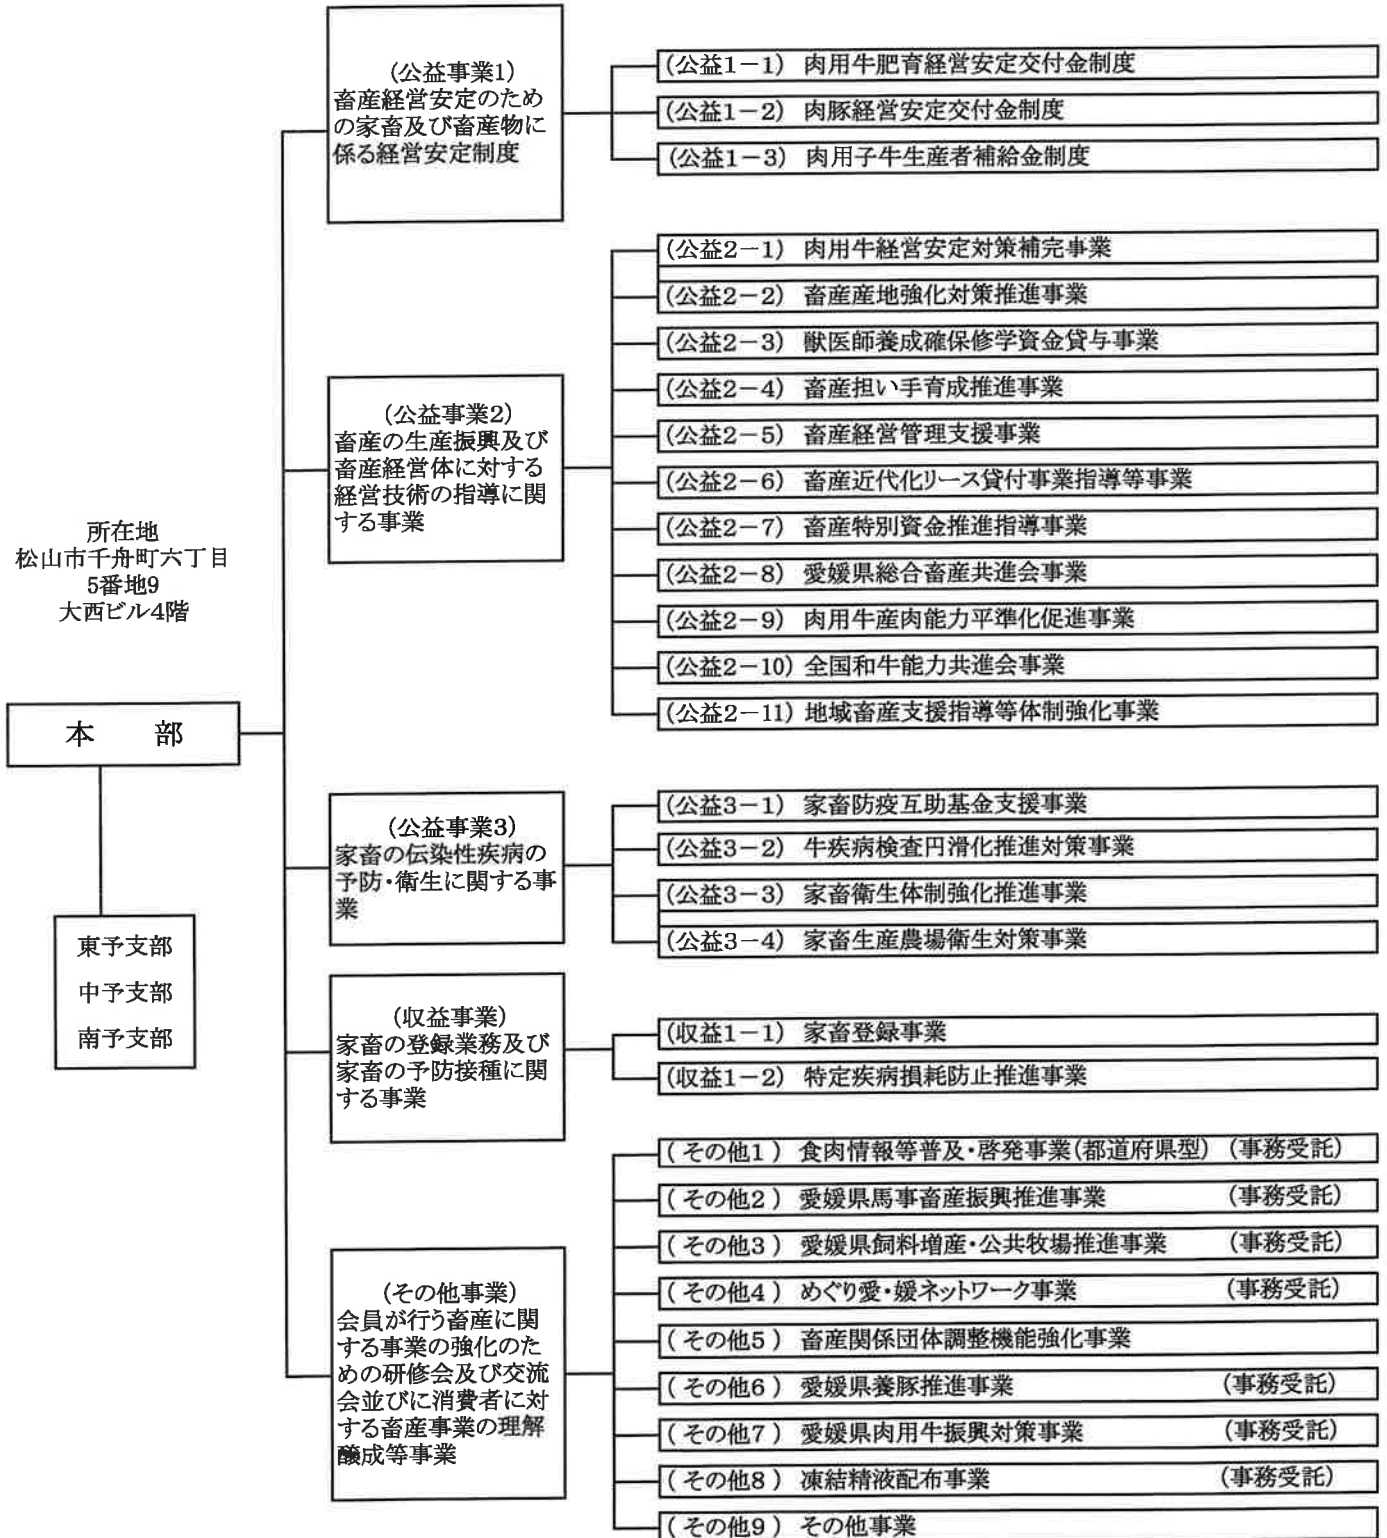 所在地
松山市千舟町六丁目
5番地9
大西ビル4階
本　部
東予支部
中予支部
南予支部
(公益事業1)
畜産経営安定のため
の家畜及び畜産物に
係る経営安定制度
(公益1－1) 肉用牛肥育経営安定交付金制度
(公益1－2) 肉豚経営安定交付金制度
(公益1－3) 肉用子牛生産者補給金制度
(公益事業2)
畜産の生産振興及び
畜産経営体に対する
経営技術の指導に関
する事業
(公益2－1) 肉用牛経営安定対策補完事業
(公益2－2) 畜産産地強化対策推進事業
(公益2－3) 獣医師養成確保修学資金貸与事業
(公益2－4) 畜産担い手育成推進事業
(公益2－5) 畜産経営管理支援事業
(公益2－6) 畜産近代化リース貸付事業指導等事業
(公益2－7) 畜産特別資金推進指導事業
(公益2－8) 愛媛県総合畜産共進会事業
(公益2－9) 肉用牛産肉能力平準化促進事業
(公益2－10) 全国和牛能力共進会事業
(公益2－11) 地域畜産支援指導等体制強化事業
(公益事業3)
家畜の伝染性疾病の
予防・衛生に関する事
業
(公益3－1) 家畜防疫互助基金支援事業
(公益3－2) 牛疾病検査円滑化推進対策事業
(公益3－3) 家畜衛生体制強化推進事業
(公益3－4) 家畜生産農場衛生対策事業
(収益事業)
家畜の登録業務及び
家畜の予防接種に関
する事業
(収益1－1) 家畜登録事業
(収益1－2) 特定疾病損耗防止推進事業
(その他事業)
会員が行う畜産に関
する事業の強化のた
めの研修会及び交流
会並びに消費者に対
する畜産事業の理解
醸成等事業
( その他1 ) 食肉情報等普及・啓発事業(都道府県型) (事務受託)
( その他2 ) 愛媛県馬事畜産振興推進事業 (事務受託)
( その他3 ) 愛媛県飼料増産・公共牧場推進事業 (事務受託)
( その他4 ) めぐり愛・媛ネットワーク事業 (事務受託)
( その他5 ) 畜産関係団体調整機能強化事業
( その他6 ) 愛媛県養豚推進事業 (事務受託)
( その他7 ) 愛媛県肉用牛振興対策事業 (事務受託)
( その他8 ) 凍結精液配布事業 (事務受託)
( その他9 ) その他事業